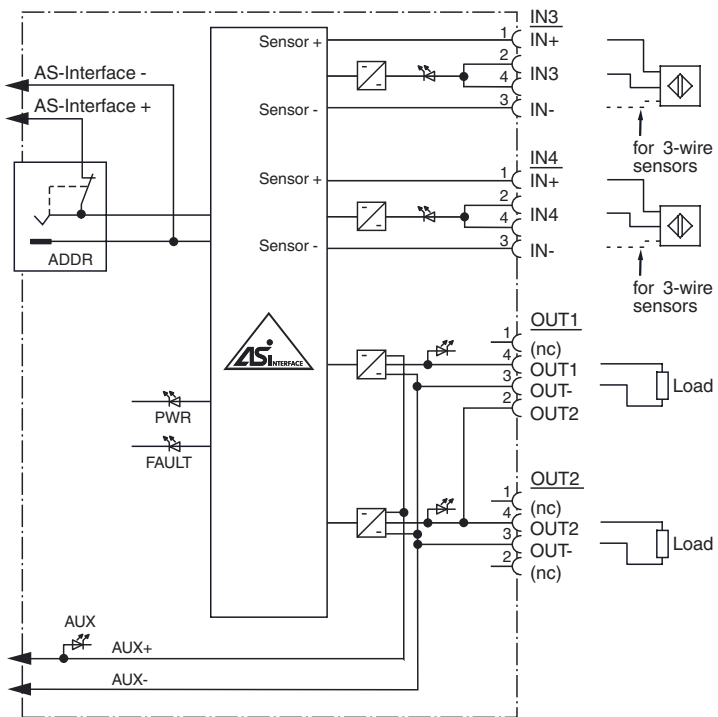 AS-Interface -
AS-Interface +
ADDR
Sensor +
Sensor -
Sensor +
Sensor -
ASi INTERFACE
PWR
FAULT
AUX
AUX+
AUX-
IN3
1 IN+
2
IN3
4
3 IN-
for 3-wire
sensors
IN4
1 IN+
2
IN4
4
3 IN-
for 3-wire
sensors
OUT1
1 (nc)
4 OUT1
3 OUT-
2 OUT2
Load
OUT2
1 (nc)
4 OUT2
3 OUT-
2 (nc)
Load